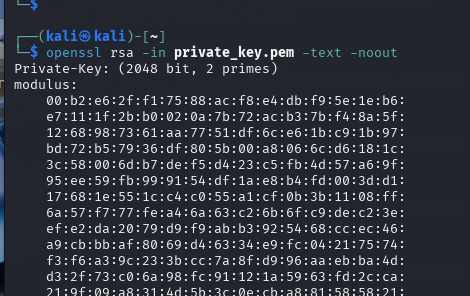 └─$
┌──(kali㉿kali)-[~]
└─$ openssl rsa -in private_key.pem -text -noout
Private-Key: (2048 bit, 2 primes)
modulus:
00:b2:e6:2f:f1:75:88:ac:f8:e4:db:f9:5e:1e:b6:
e7:11:1f:2b:b0:02:0a:7b:72:ac:b3:7b:f4:8a:5f:
12:68:98:73:61:aa:77:51:df:6c:e6:1b:c9:1b:97:
bd:72:b5:79:36:df:80:5b:00:a8:06:6c:d6:18:1c:
3c:58:00:6d:b7:de:f5:d4:23:c5:fb:4d:57:a6:9f:
95:ee:59:fb:99:91:54:df:1a:e8:b4:fd:00:3d:d1:
17:68:1e:55:1c:c4:c0:55:a1:cf:0b:3b:11:08:ff:
6a:57:f7:77:fe:a4:6a:63:c2:6b:6f:c9:de:c2:3e:
ef:e2:da:20:79:d9:f9:ab:b3:92:54:68:cc:ec:46:
a9:cb:bb:af:80:69:d4:63:34:e9:fc:04:21:75:74:
f3:f6:a3:9c:23:3b:cc:7a:8f:d9:96:aa:eb:ba:4d:
d3:2f:73:c0:6a:98:fc:91:12:1a:59:63:fd:2c:ca:
21:9f:09:a8:31:4d:5b:3c:0e:cb:a8:81:58:58:21: